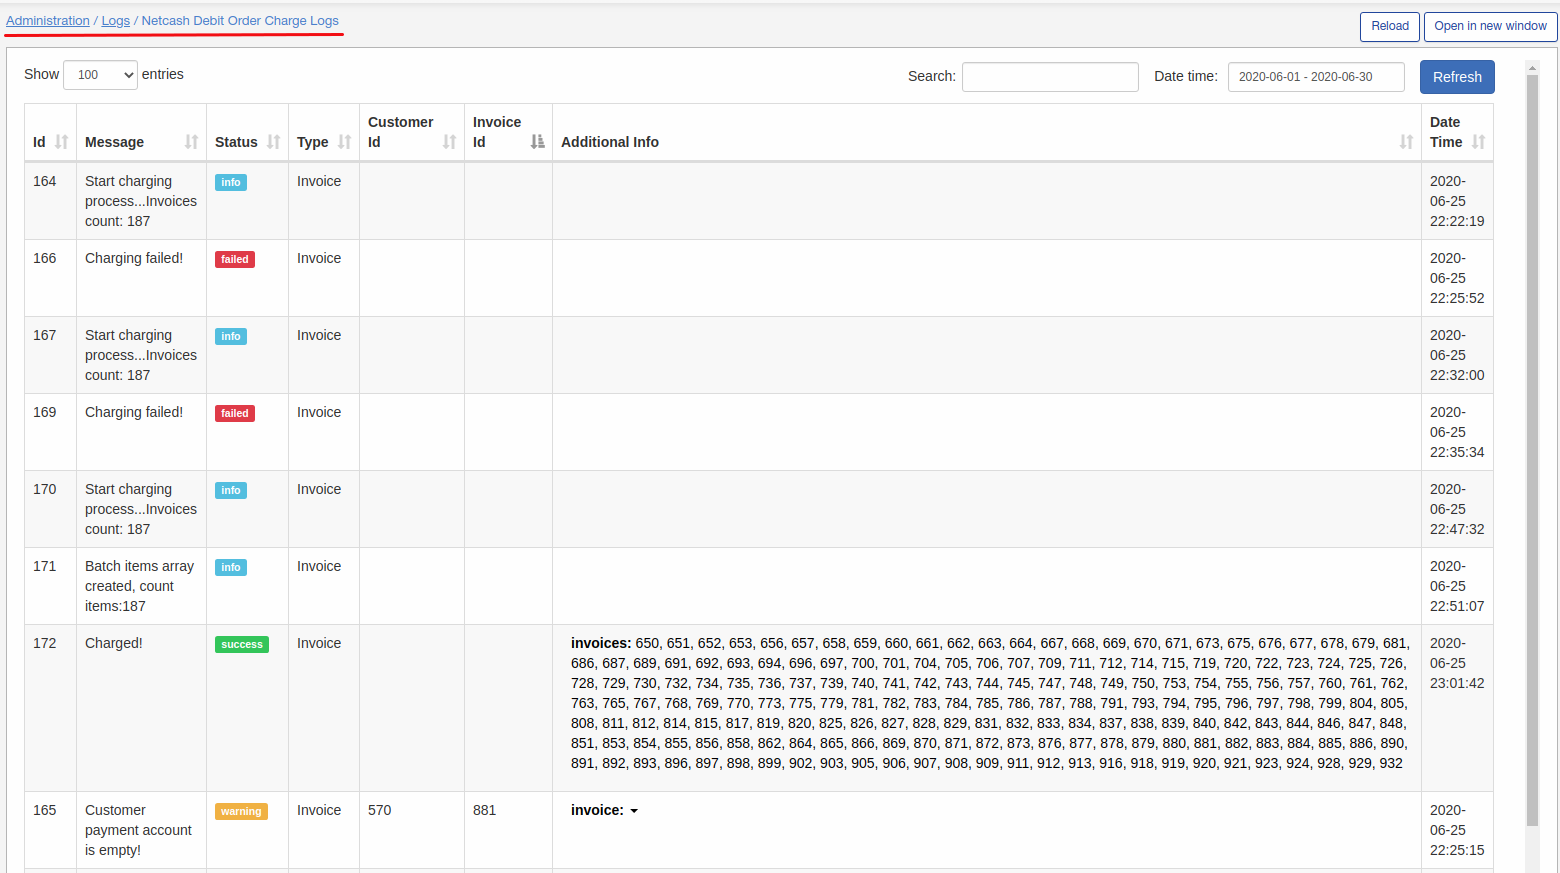 Administration / Logs / Netcash Debit Order Charge Logs
Reload
Open in new window
Show 100 entries
Search:
Date time: 2020-06-01 - 2020-06-30
Refresh
Id
Message
Status
Type
Customer
Id
Invoice
Id
Additional Info
Date
Time
164
Start charging
process...Invoices
count: 187
info
Invoice
2020-
06-25
22:22:19
166
Charging failed!
failed
Invoice
2020-
06-25
22:25:52
167
Start charging
process...Invoices
count: 187
info
Invoice
2020-
06-25
22:32:00
169
Charging failed!
failed
Invoice
2020-
06-25
22:35:34
170
Start charging
process...Invoices
count: 187
info
Invoice
2020-
06-25
22:47:32
171
Batch items array
created, count
items:187
info
Invoice
2020-
06-25
22:51:07
172
Charged!
success
Invoice
invoices: 650, 651, 652, 653, 656, 657, 658, 659, 660, 661, 662, 663, 664, 667, 668, 669, 670, 671, 673, 675, 676, 677, 678, 679, 681,
686, 687, 689, 691, 692, 693, 694, 696, 697, 700, 701, 704, 705, 706, 707, 709, 711, 712, 714, 715, 719, 720, 722, 723, 724, 725, 726,
728, 729, 730, 732, 734, 735, 736, 737, 739, 740, 741, 742, 743, 744, 745, 747, 748, 749, 750, 753, 754, 755, 756, 757, 760, 761, 762,
763, 765, 767, 768, 769, 770, 773, 775, 779, 781, 782, 783, 784, 785, 786, 787, 788, 791, 793, 794, 795, 796, 797, 798, 799, 804, 805,
808, 811, 812, 814, 815, 817, 819, 820, 825, 826, 827, 828, 829, 831, 832, 833, 834, 837, 838, 839, 840, 842, 843, 844, 846, 847, 848,
851, 853, 854, 855, 856, 858, 862, 864, 865, 866, 869, 870, 871, 872, 873, 876, 877, 878, 879, 880, 881, 882, 883, 884, 885, 886, 890,
891, 892, 893, 896, 897, 898, 899, 902, 903, 905, 906, 907, 908, 909, 911, 912, 913, 916, 918, 919, 920, 921, 923, 924, 928, 929, 932
2020-
06-25
23:01:42
165
Customer
payment account
is empty!
warning
Invoice
570
881
invoice:
2020-
06-25
22:25:15